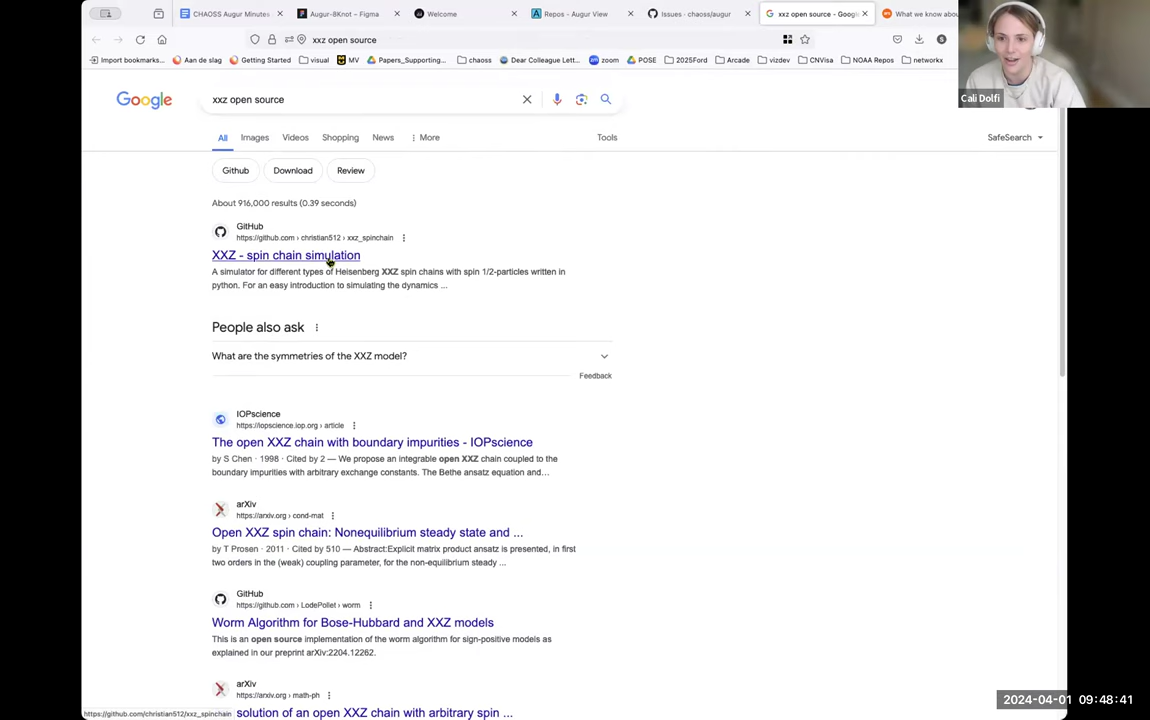 CHAOSS Augur Minutes
Augur-8Knot – Figma
Welcome
Repos - Augur View
Issues · chaoss/augur
xxz open source - Google
What we know abou
xxz open source
Import bookmarks...
Aan de slag
Getting Started
visual
MV
Papers_Supporting...
chaoss
Dear Colleague Lett...
zoom
POSE
2025Ford
Arcade
vizdev
CNVisa
NOAA Repos
networkx
Cali Dolfi
Google
xxz open source
All
Images
Videos
Shopping
News
More
Tools
SafeSearch
Github
Download
Review
About 916,000 results (0.39 seconds)
GitHub
https://github.com › christian512 › xxz_spinchain
XXZ - spin chain simulation
A simulator for different types of Heisenberg XXZ spin chains with spin 1/2-particles written in
python. For an easy introduction to simulating the dynamics ...
People also ask
What are the symmetries of the XXZ model?
Feedback
IOPscience
https://iopscience.iop.org › article
The open XXZ chain with boundary impurities - IOPscience
by S Chen · 1998 · Cited by 2 — We propose an integrable open XXZ chain coupled to the
boundary impurities with arbitrary exchange constants. The Bethe ansatz equation and...
arXiv
https://arxiv.org › cond-mat
Open XXZ spin chain: Nonequilibrium steady state and ...
by T Prosen · 2011 · Cited by 510 — Abstract:Explicit matrix product ansatz is presented, in first
two orders in the (weak) coupling parameter, for the non-equilibrium steady ...
GitHub
https://github.com › LodePollet › worm
Worm Algorithm for Bose-Hubbard and XXZ models
This is an open source implementation of the worm algorithm for sign-positive models as
explained in our preprint arXiv:2204.12262.
arXiv
https://arxiv.org › math-ph
solution of an open XXZ chain with arbitrary spin ...
https://github.com/christian512/xxz_spinchain
2024-04-01 09:48:41